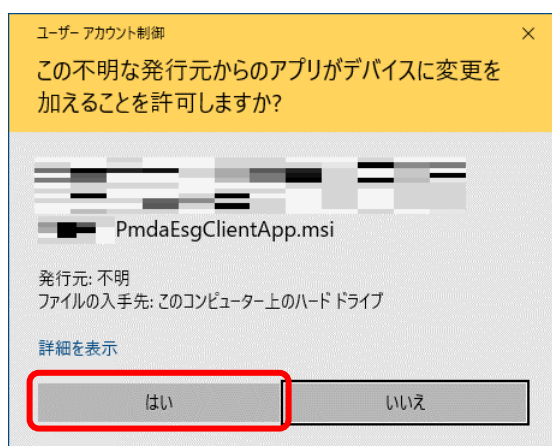 ユーザー アカウント制御
この不明な発行元からのアプリがデバイスに変更を
加えることを許可しますか?
PmdaEsgClientApp.msi
発行元: 不明
ファイルの入手先: このコンピューター上のハード ドライブ
詳細を表示
はい
いいえ